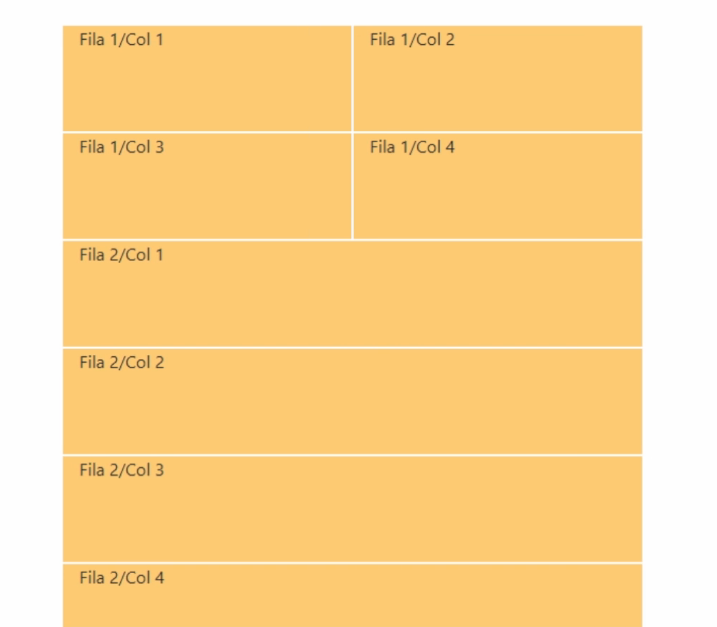 Fila 1/Col 1
Fila 1/Col 2
Fila 1/Col 3
Fila 1/Col 4
Fila 2/Col 1
Fila 2/Col 2
Fila 2/Col 3
Fila 2/Col 4